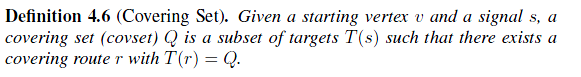 Definition 4.6 (Covering Set). Given a starting vertex v and a signal s, a
covering set (covset) Q is a subset of targets T(s) such that there exists a
covering route r with T(r) = Q.